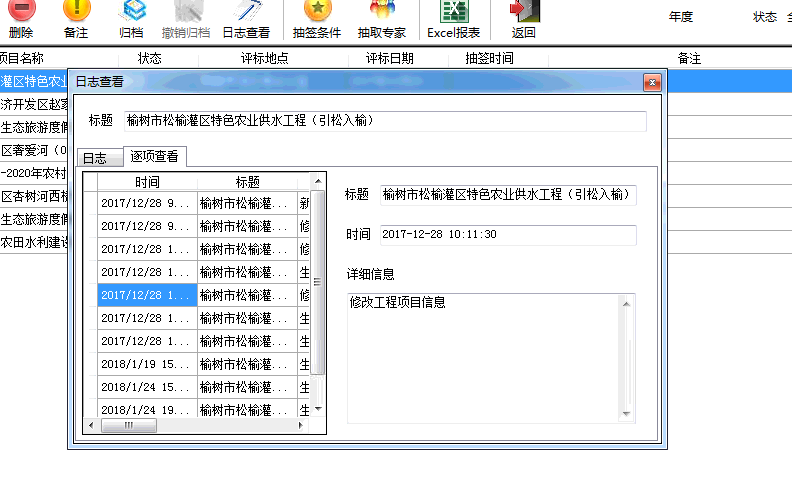 删除 备注 归档 撤销归档 日志查看 抽签条件 抽取专家 Excel报表 返回 年度 状态
项目名称 状态 评标地点 评标日期 抽签时间 备注
灌区特色农业
济开发区赵家
生态旅游度假
区奢爱河（0
-2020年农村
区杏树河西
生态旅游度假
农田水利建设
日志查看
标题 榆树市松榆灌区特色农业供水工程（引松入榆）
日志 逐项查看
时间 标题
2017/12/28 9... 榆树市松榆灌... 新
2017/12/28 9... 榆树市松榆灌... 修
2017/12/28 1... 榆树市松榆灌... 修
2017/12/28 1... 榆树市松榆灌... 生
2017/12/28 1... 榆树市松榆灌... 修
2017/12/28 1... 榆树市松榆灌... 生
2017/12/28 1... 榆树市松榆灌... 生
2018/1/19 15... 榆树市松榆灌... 生
2018/1/24 15... 榆树市松榆灌... 生
2018/1/24 19... 榆树市松榆灌... 生
标题 榆树市松榆灌区特色农业供水工程（引松入榆）
时间 2017-12-28 10:11:30
详细信息
修改工程项目信息